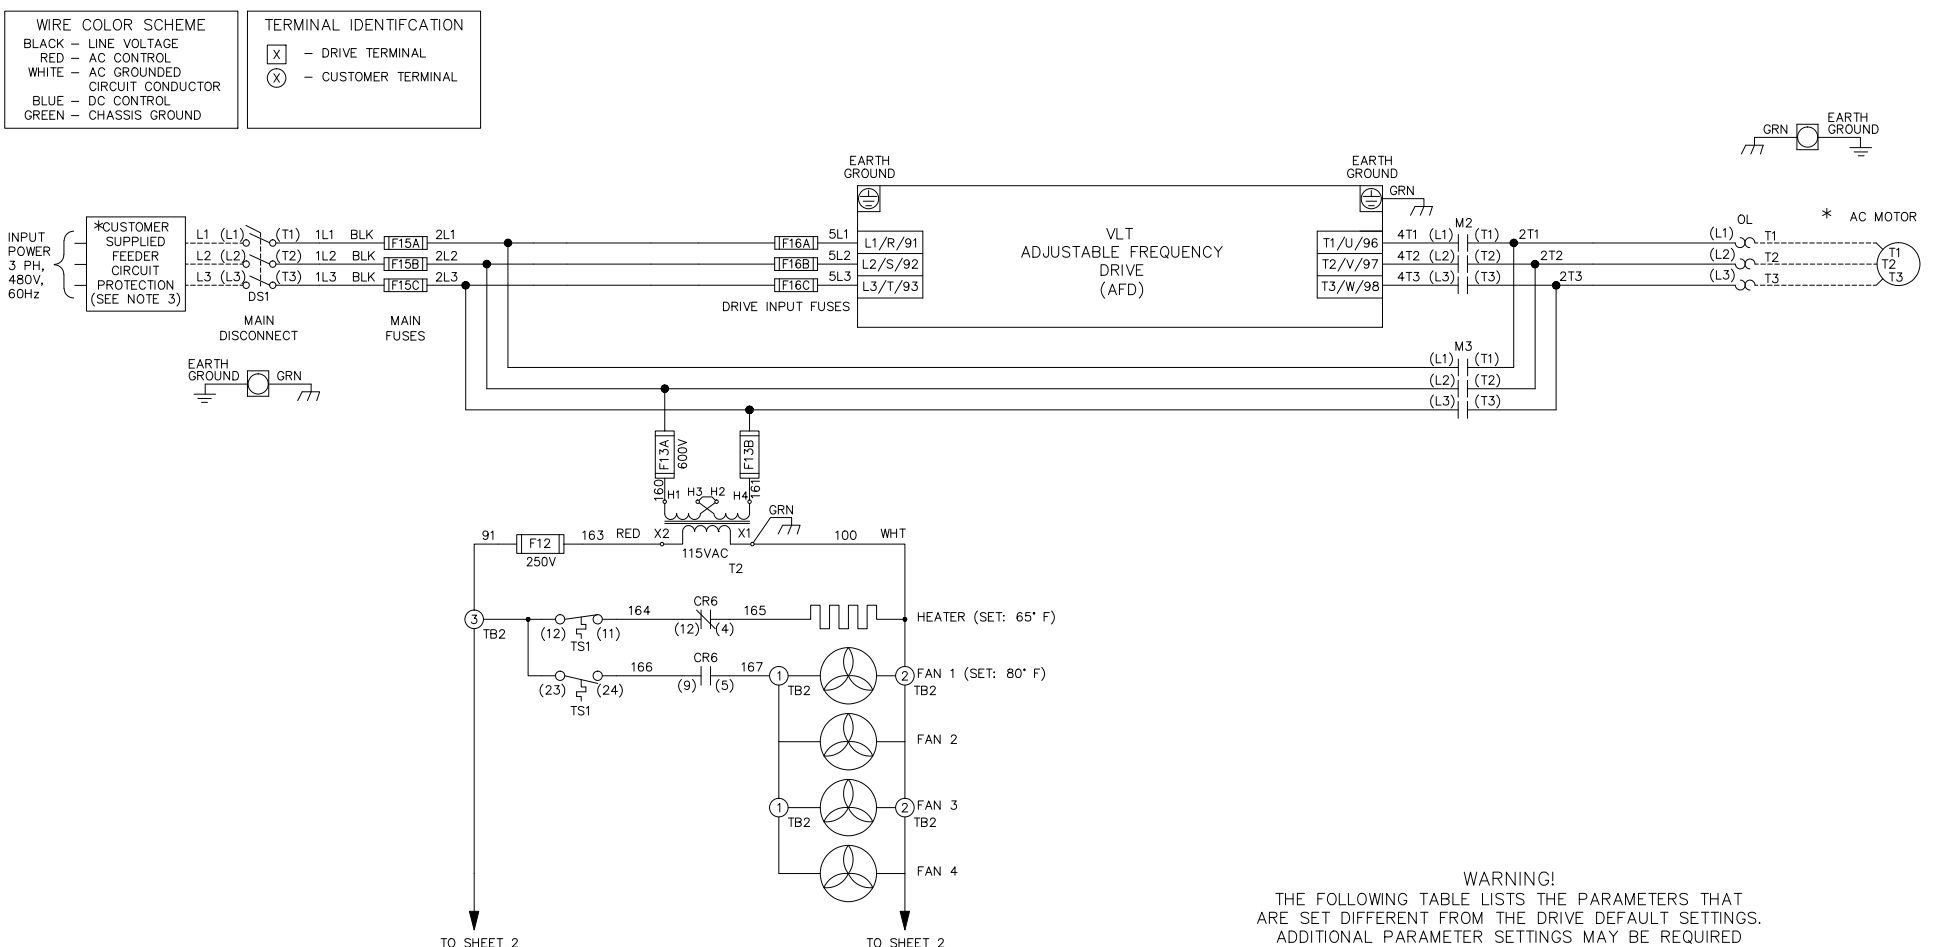 WIRE COLOR SCHEME
BLACK – LINE VOLTAGE
RED – AC CONTROL
WHITE – AC GROUNDED
CIRCUIT CONDUCTOR
BLUE – DC CONTROL
GREEN – CHASSIS GROUND
TERMINAL IDENTIFCATION
X – DRIVE TERMINAL
X – CUSTOMER TERMINAL
INPUT
POWER
3 PH,
480V,
60Hz
*CUSTOMER
SUPPLIED
FEEDER
CIRCUIT
PROTECTION
(SEE NOTE 3)
L1 (L1) (T1) 1L1 BLK F15A 2L1
L2 (L2) (T2) 1L2 BLK F15B 2L2
L3 (L3) (T3) 1L3 BLK F15C 2L3
DS1
MAIN
DISCONNECT
MAIN
FUSES
EARTH
GROUND
GRN
F16A 5L1
F16B 5L2
F16C 5L3
DRIVE INPUT FUSES
EARTH
GROUND
L1/R/91
L2/S/92
L3/T/93
VLT
ADJUSTABLE FREQUENCY
DRIVE
(AFD)
EARTH
GROUND
GRN
T1/U/96
T2/V/97
T3/W/98
M2
4T1 (L1) (T1) 2T1
4T2 (L2) (T2) 2T2
4T3 (L3) (T3) 2T3
M3
(L1) (T1)
(L2) (T2)
(L3) (T3)
GRN
EARTH
GROUND
OL
(L1) T1
(L2) T2
(L3) T3
* AC MOTOR
T1
T2
T3
F13A
600V
F13B
160
H1 H3 H2 H4
161
GRN
91 F12 163 RED X2 X1 100 WHT
250V
115VAC
T2
3
TB2
(12) (11)
TS1
164
CR6
(12) (4)
165
HEATER (SET: 65° F)
(23) (24)
TS1
166
CR6
(9) (5)
167
1
TB2
2
TB2
FAN 1 (SET: 80° F)
FAN 2
1
TB2
2
TB2
FAN 3
FAN 4
TO SHEET 2
TO SHEET 2
WARNING!
THE FOLLOWING TABLE LISTS THE PARAMETERS THAT
ARE SET DIFFERENT FROM THE DRIVE DEFAULT SETTINGS.
ADDITIONAL PARAMETER SETTINGS MAY BE REQUIRED